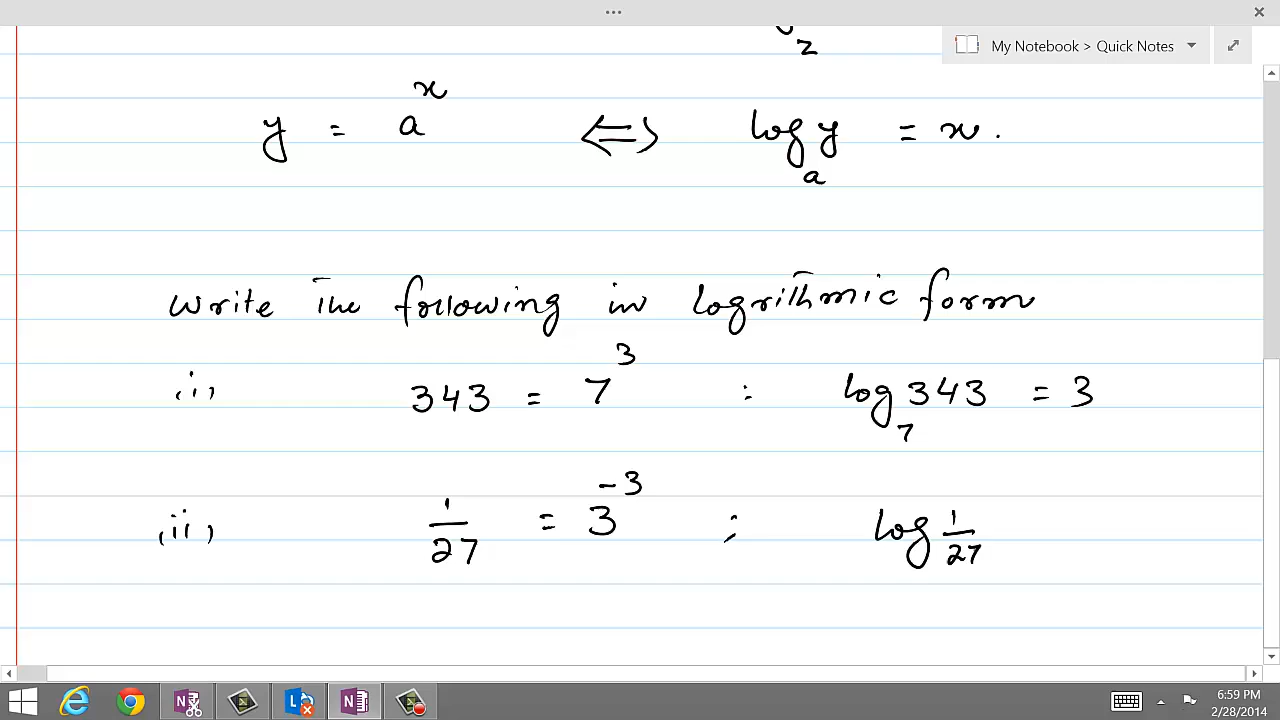 ...
My Notebook > Quick Notes
2
y = a^x ⇔ log_a y = x.
write the following in logrithmic form
(i) 343 = 7^3 : log_7 343 = 3
(ii) 1/27 = 3^-3 ; log 1/27
6:59 PM
2/28/2014